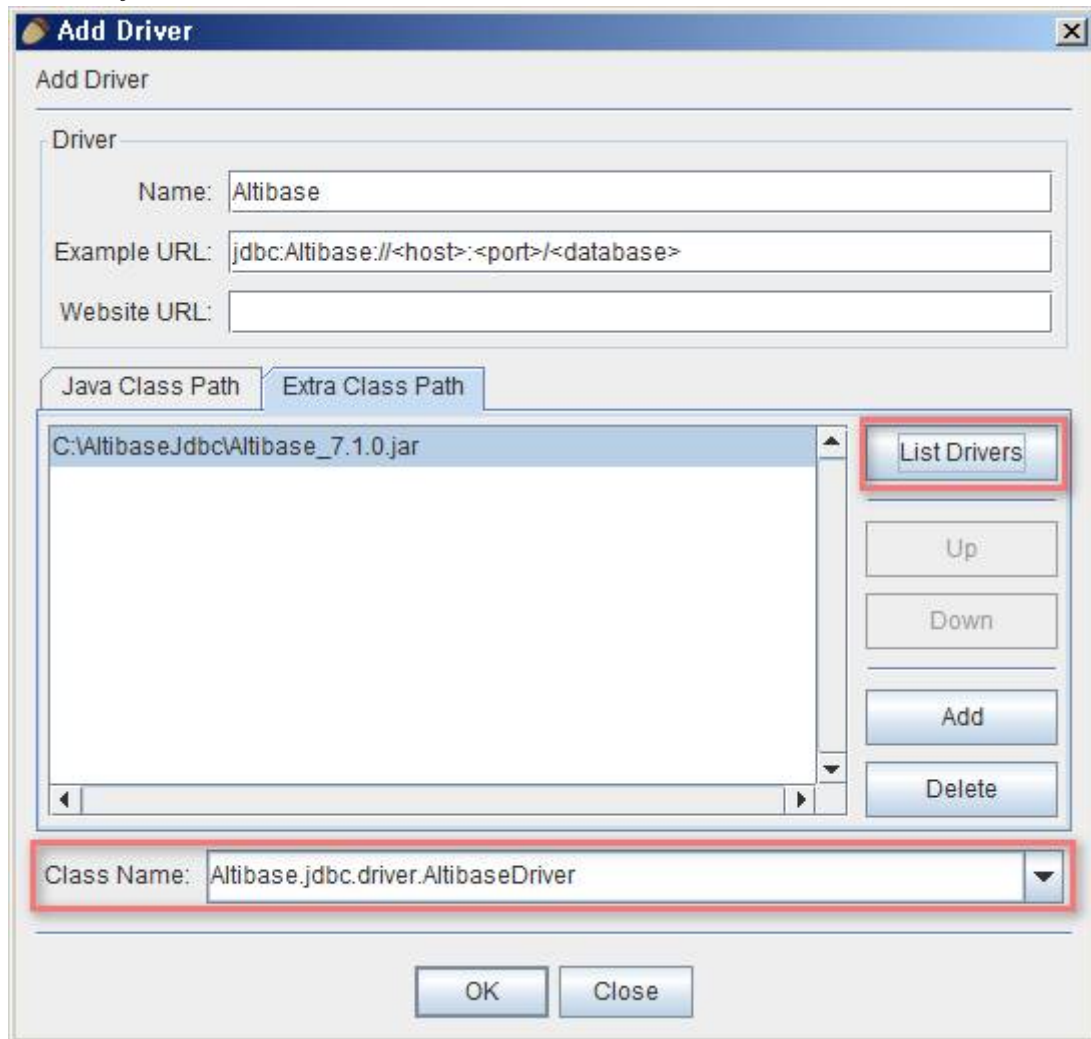 Add Driver
Add Driver
Driver
Name: Altibase
Example URL: jdbc:Altibase://<host>:<port>/<database>
Website URL:
Java Class Path Extra Class Path
C:\AltibaseJdbc\Altibase_7.1.0.jar
List Drivers
Up
Down
Add
Delete
Class Name: Altibase.jdbc.driver.AltibaseDriver
OK Close